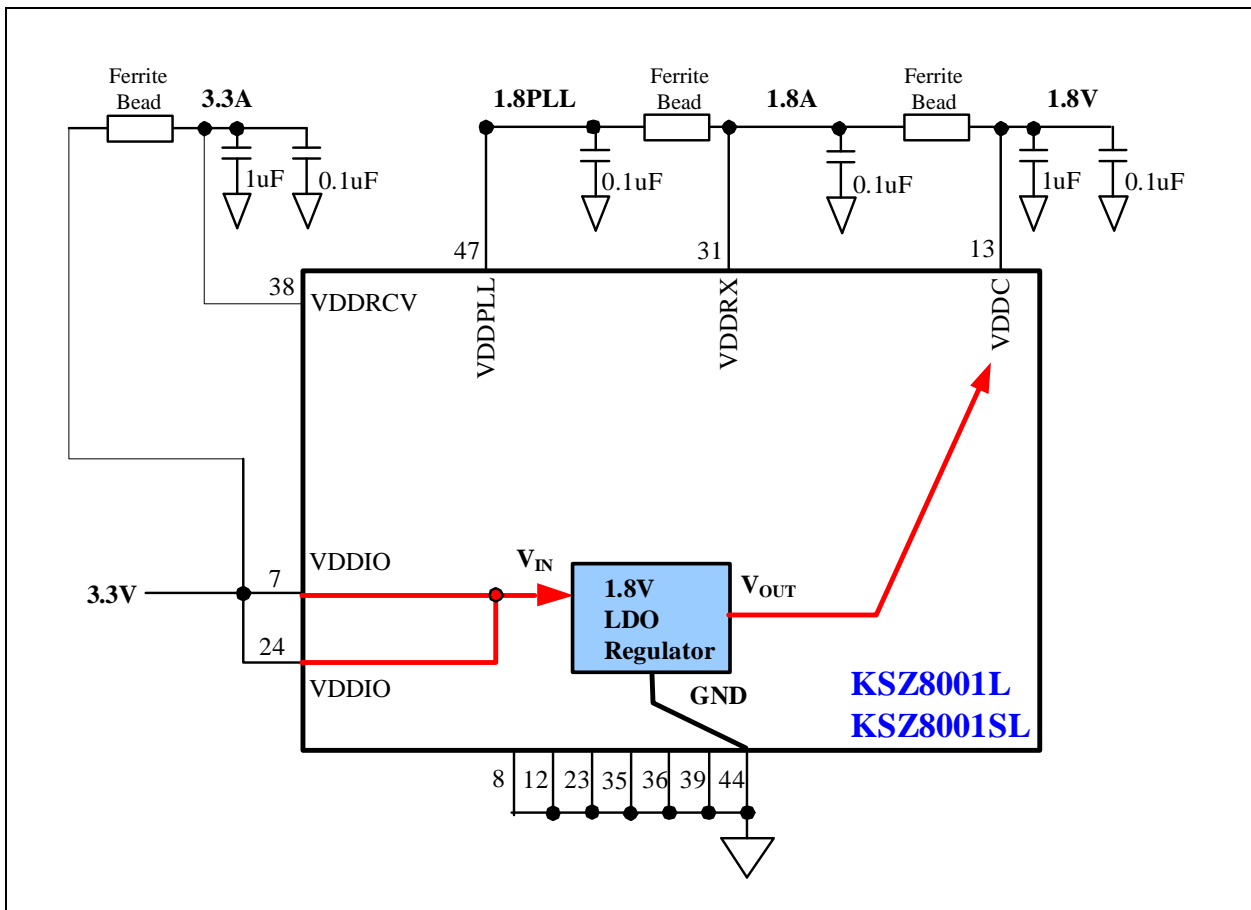 Ferrite
Bead
3.3A
1uF
0.1uF
1.8PLL
0.1uF
Ferrite
Bead
1.8A
0.1uF
Ferrite
Bead
1.8V
1uF
0.1uF
47
31
13
38
VDDRCV
VDDPLL
VDDRX
VDDC
3.3V
7
VDDIO
24
VDDIO
VIN
1.8V
LDO
Regulator
VOUT
GND
KSZ8001L
KSZ8001SL
8
12
23
35
36
39
44